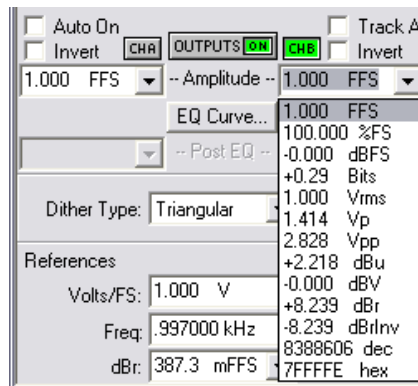 Auto On Track A
Invert CHA OUTPUTS ON CHB Invert
1.000 FFS -- Amplitude -- 1.000 FFS
EQ Curve... 1.000 FFS
100.000 %FS
-- Post EQ -- -0.000 dBFS
+0.29 Bits
1.000 Vrms
Dither Type: Triangular 1.414 Vp
2.828 Vpp
+2.218 dBu
References -0.000 dBV
Volts/FS: 1.000 V +8.239 dBr
Freq: .997000 kHz -8.239 dBrInv
8388606 dec
dBr: 387.3 mFFS 7FFFFE hex